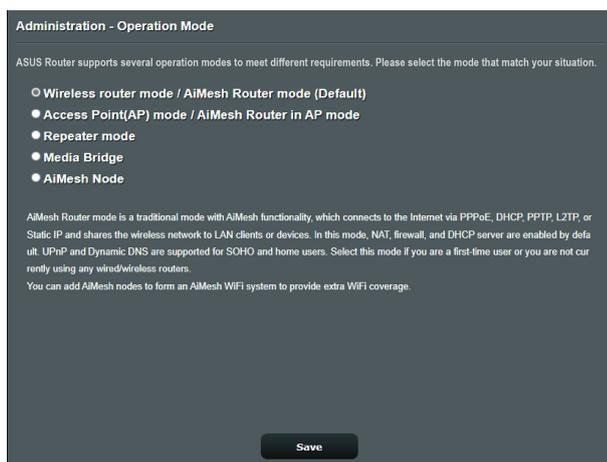 Administration - Operation Mode
ASUS Router supports several operation modes to meet different requirements. Please select the mode that match your situation.
Wireless router mode / AiMesh Router mode (Default)
Access Point(AP) mode / AiMesh Router in AP mode
Repeater mode
Media Bridge
AiMesh Node
AiMesh Router mode is a traditional mode with AiMesh functionality, which connects to the Internet via PPPoE, DHCP, PPTP, L2TP, or
Static IP and shares the wireless network to LAN clients or devices. In this mode, NAT, firewall, and DHCP server are enabled by defa
ult. UPnP and Dynamic DNS are supported for SOHO and home users. Select this mode if you are a first-time user or you are not cur
rently using any wired/wireless routers.
You can add AiMesh nodes to form an AiMesh WiFi system to provide extra WiFi coverage.
Save